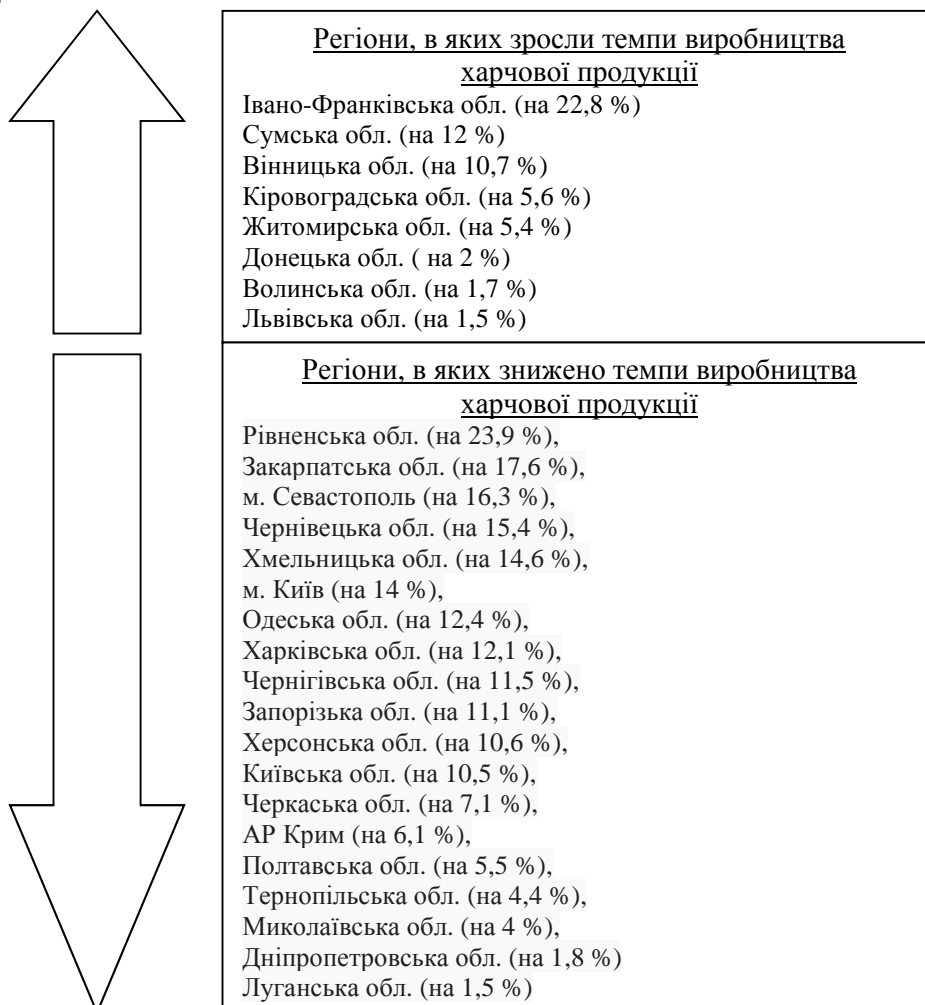 Регіони, в яких зросли темпи виробництва
харчової продукції
Івано-Франківська обл. (на 22,8 %)
Сумська обл. (на 12 %)
Вінницька обл. (на 10,7 %)
Кіровоградська обл. (на 5,6 %)
Житомирська обл. (на 5,4 %)
Донецька обл. ( на 2 %)
Волинська обл. (на 1,7 %)
Львівська обл. (на 1,5 %)
Регіони, в яких знижено темпи виробництва
харчової продукції
Рівненська обл. (на 23,9 %),
Закарпатська обл. (на 17,6 %),
м. Севастополь (на 16,3 %),
Чернівецька обл. (на 15,4 %),
Хмельницька обл. (на 14,6 %),
м. Київ (на 14 %),
Одеська обл. (на 12,4 %),
Харківська обл. (на 12,1 %),
Чернігівська обл. (на 11,5 %),
Запорізька обл. (на 11,1 %),
Херсонська обл. (на 10,6 %),
Київська обл. (на 10,5 %),
Черкаська обл. (на 7,1 %),
АР Крим (на 6,1 %),
Полтавська обл. (на 5,5 %),
Тернопільська обл. (на 4,4 %),
Миколаївська обл. (на 4 %),
Дніпропетровська обл. (на 1,8 %)
Луганська обл. (на 1,5 %)